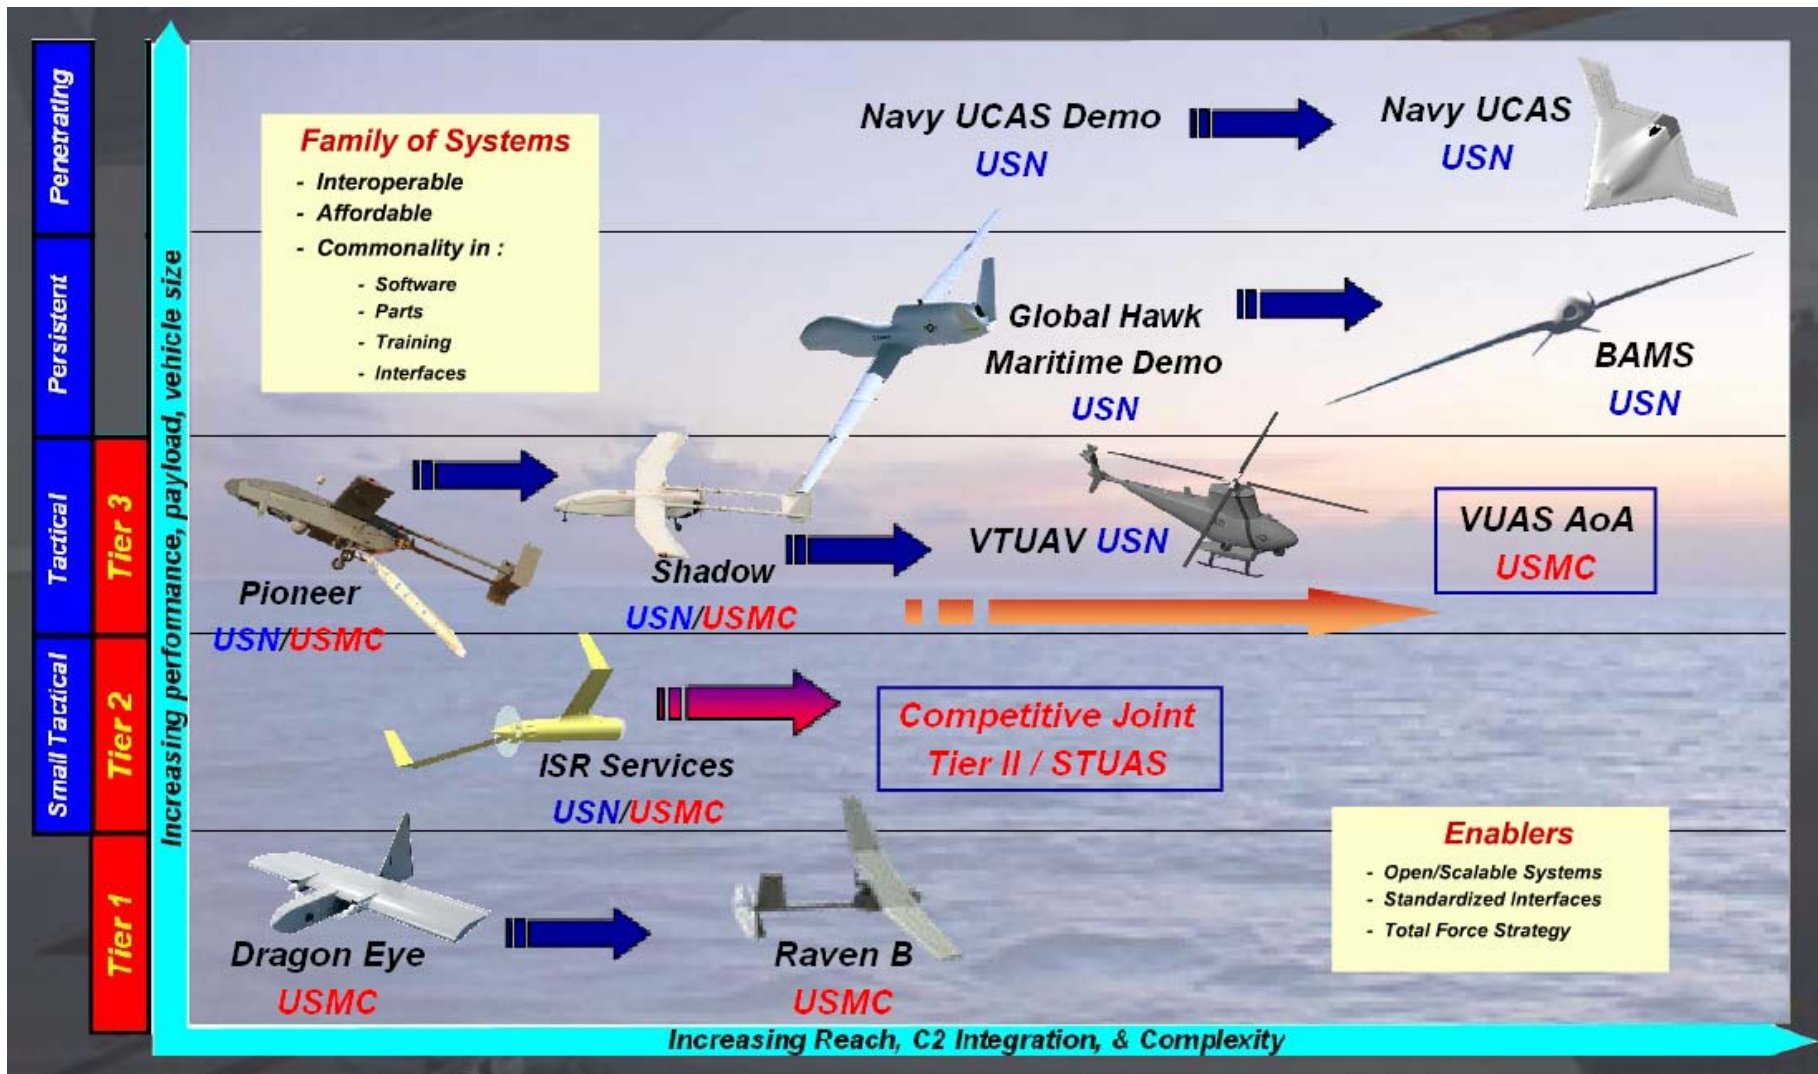 Penetrating
Persistent
Tactical
Small Tactical
Tier 3
Tier 2
Tier 1
Increasing performance, payload, vehicle size
Family of Systems
- Interoperable
- Affordable
- Commonality in :
- Software
- Parts
- Training
- Interfaces
Navy UCAS Demo
USN
Navy UCAS
USN
Global Hawk
Maritime Demo
USN
BAMS
USN
Pioneer
USN/USMC
Shadow
USN/USMC
VTUAV USN
VUAS AoA
USMC
ISR Services
USN/USMC
Competitive Joint
Tier II / STUAS
Dragon Eye
USMC
Raven B
USMC
Enablers
- Open/Scalable Systems
- Standardized Interfaces
- Total Force Strategy
Increasing Reach, C2 Integration, & Complexity